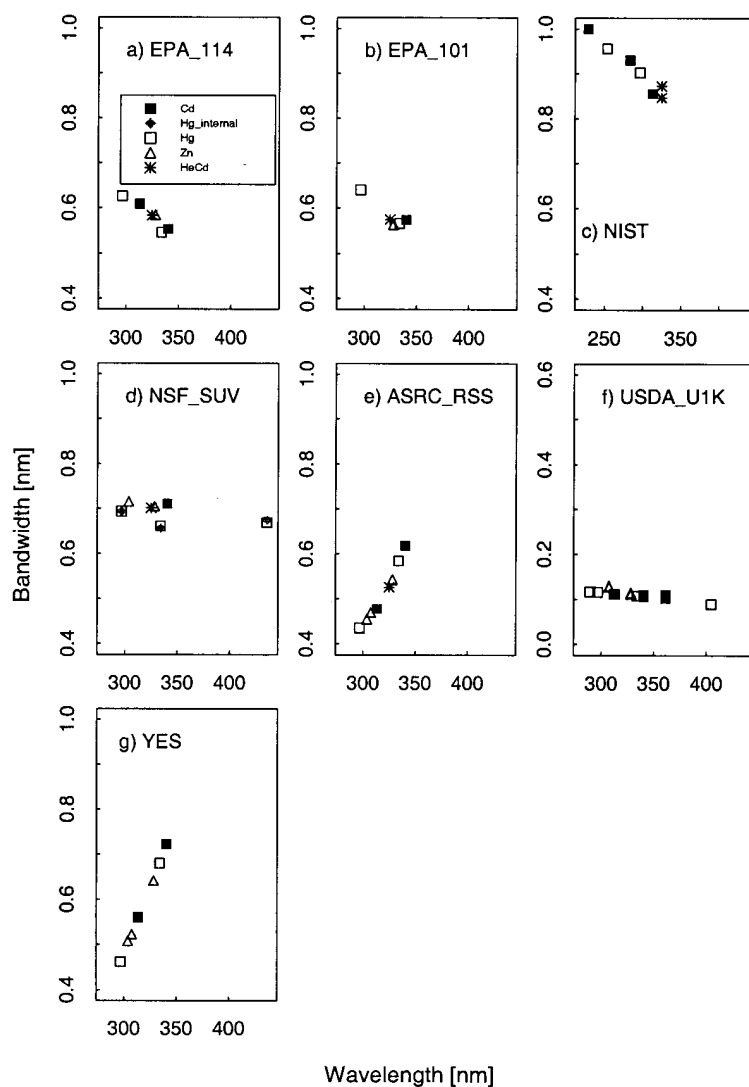 a) EPA_114
Cd
Hg_internal
Hg
Zn
HeCd
0.4 0.6 0.8 1.0
300 350 400
b) EPA_101
0.4 0.6 0.8 1.0
300 350 400
c) NIST
0.4 0.6 0.8 1.0
250 350
d) NSF_SUV
0.4 0.6 0.8 1.0
300 350 400
e) ASRC_RSS
0.4 0.6 0.8 1.0
300 350 400
f) USDA_U1K
0.0 0.2 0.4 0.6
300 350 400
g) YES
0.4 0.6 0.8 1.0
300 350 400
Bandwidth [nm]
Wavelength [nm]